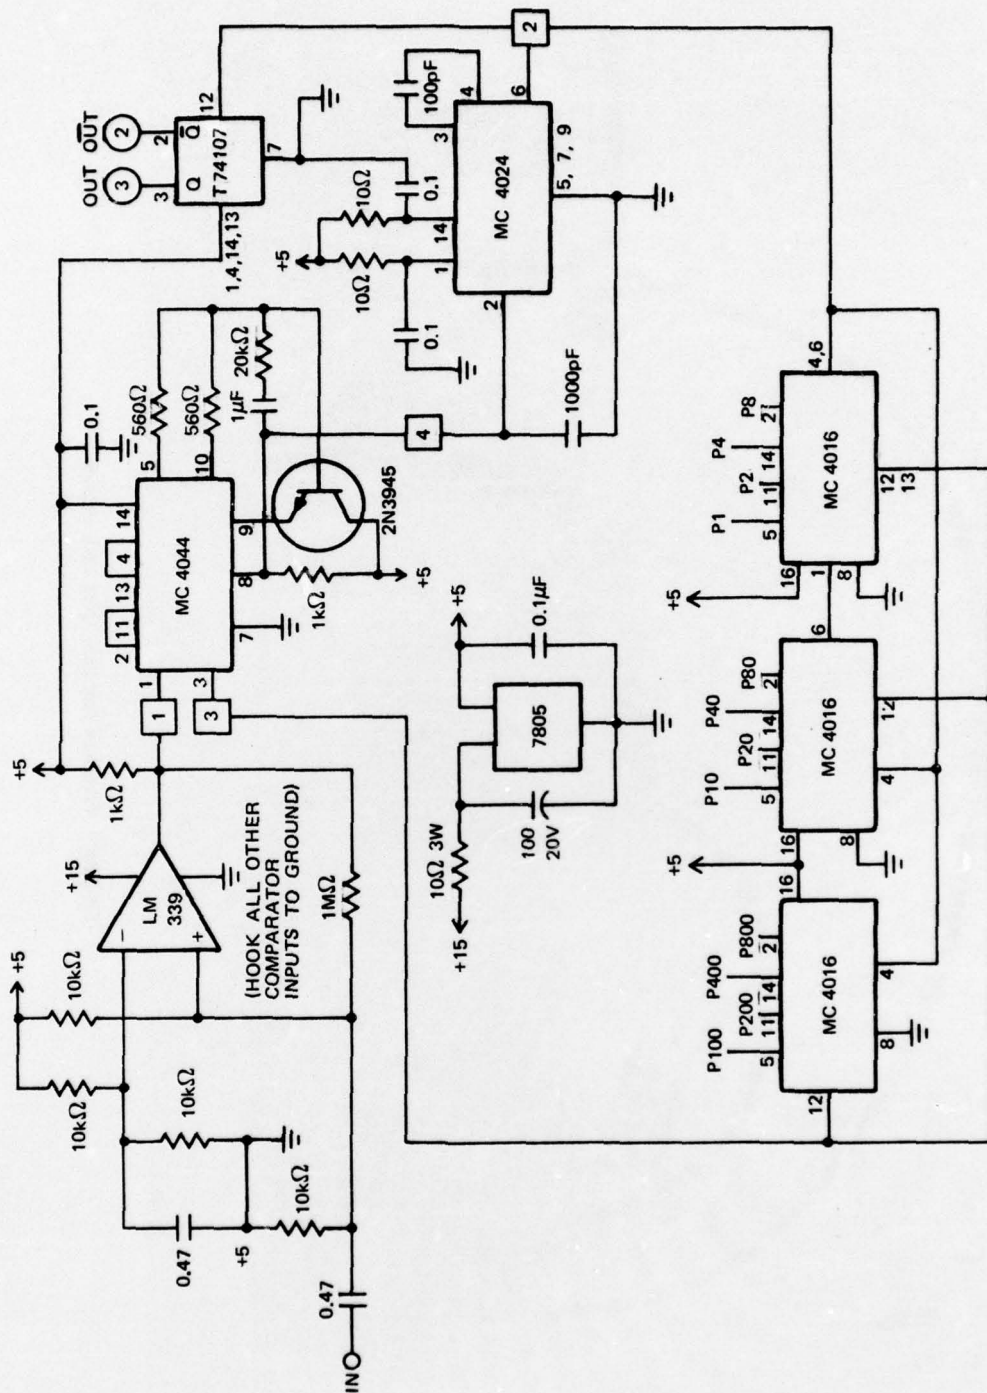 IN
0.47
0.47
+5
10kΩ
10kΩ
10kΩ
10kΩ
+5
−
+
LM
339
+15
(HOOK ALL OTHER
COMPARATOR
INPUTS TO GROUND)
1MΩ
1kΩ
+5
1
3
1
3
2
11
13
4
14
MC 4044
7
8
9
5
10
0.1
560Ω
560Ω
1kΩ
+5
2N3945
1μF
20kΩ
4
1000pF
OUT
OUT
3
2
3
2
Q
Q
T74107
12
7
1,4,14,13
+5
10Ω
10Ω
0.1
0.1
1
14
3
4
100pF
MC 4024
2
6
5, 7, 9
2
+15
10Ω 3W
100
20V
7805
0.1μF
+5
P100
P200
P400
P800
5
11
14
2
16
MC 4016
12
8
4
+5
P10
P20
P40
P80
5
11
14
2
16
MC 4016
8
4
12
6
+5
P1
P2
P4
P8
5
11
14
2
16
1
8
MC 4016
4,6
12
13